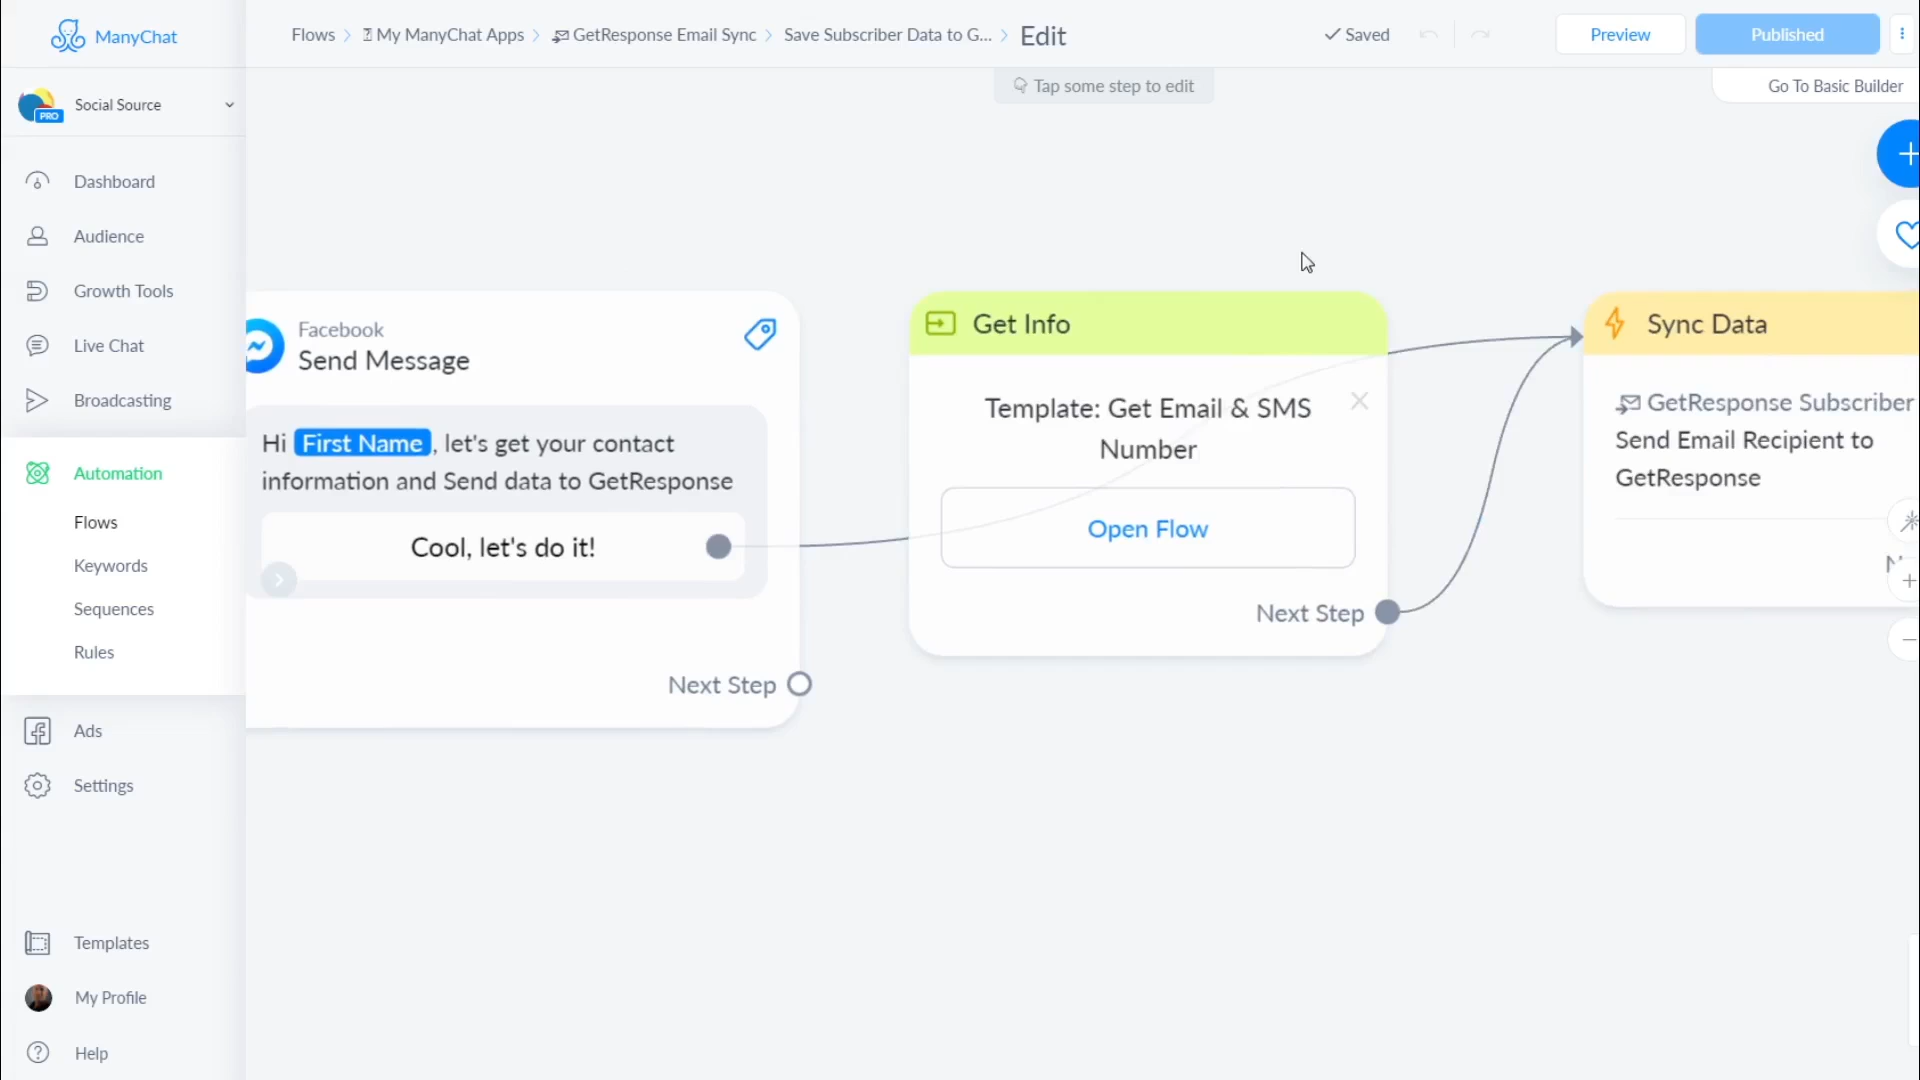 ManyChat
Flows
My ManyChat Apps
GetResponse Email Sync
Save Subscriber Data to G...
Edit
Saved
Preview
Published
Tap some step to edit
Go To Basic Builder
PRO
Social Source
Dashboard
Audience
Growth Tools
Live Chat
Broadcasting
Automation
Flows
Keywords
Sequences
Rules
Ads
Settings
Templates
My Profile
Help
Facebook
Send Message
Hi First Name, let's get your contact
information and Send data to GetResponse
Cool, let's do it!
Next Step
Get Info
Template: Get Email & SMS
Number
Open Flow
Next Step
Sync Data
GetResponse Subscriber
Send Email Recipient to
GetResponse